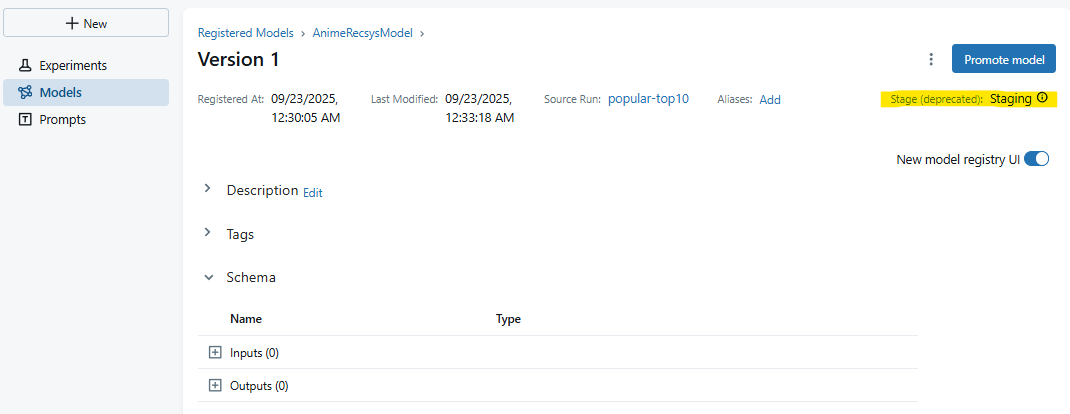 New
Experiments
Models
Prompts
Registered Models > AnimeRecsysModel >
Version 1
Promote model
Registered At: 09/23/2025, 12:30:05 AM
Last Modified: 09/23/2025, 12:33:18 AM
Source Run: popular-top10
Aliases: Add
Stage (deprecated): Staging
New model registry UI
Description Edit
Tags
Schema
Name Type
Inputs (0)
Outputs (0)